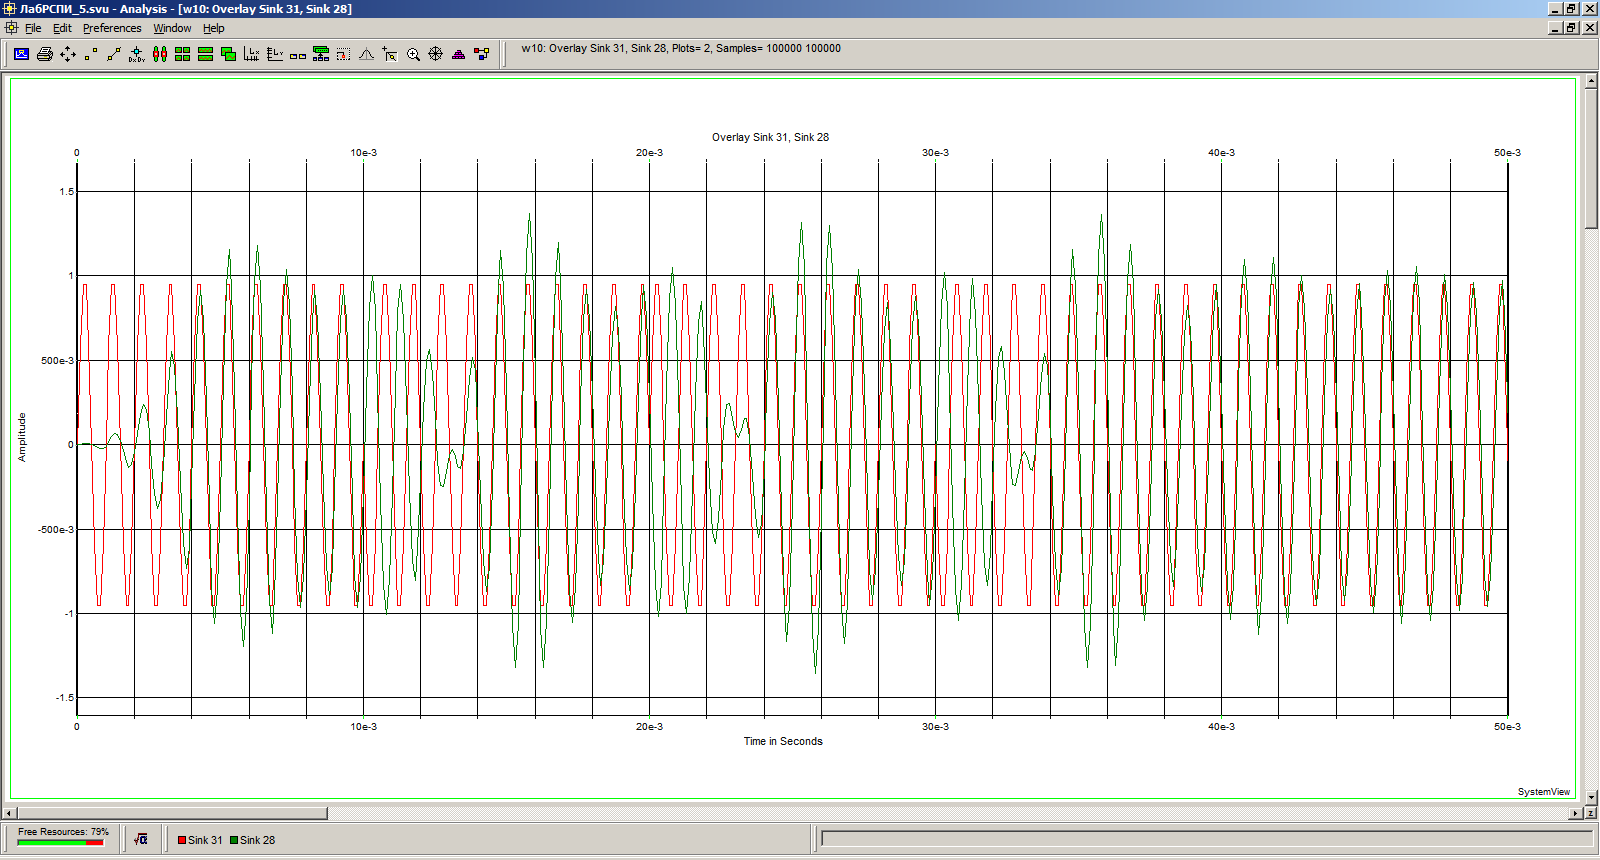 ЛабРСПИ_5.svu - Analysis - [w10: Overlay Sink 31, Sink 28]
File Edit Preferences Window Help
w10: Overlay Sink 31, Sink 28, Plots= 2, Samples= 100000 100000
Overlay Sink 31, Sink 28
0 10e-3 20e-3 30e-3 40e-3 50e-3
1.5
1
500e-3
0
-500e-3
-1
-1.5
Amplitude
0 10e-3 20e-3 30e-3 40e-3 50e-3
Time in Seconds
SystemView
Free Resources: 79%
Sink 31 Sink 28